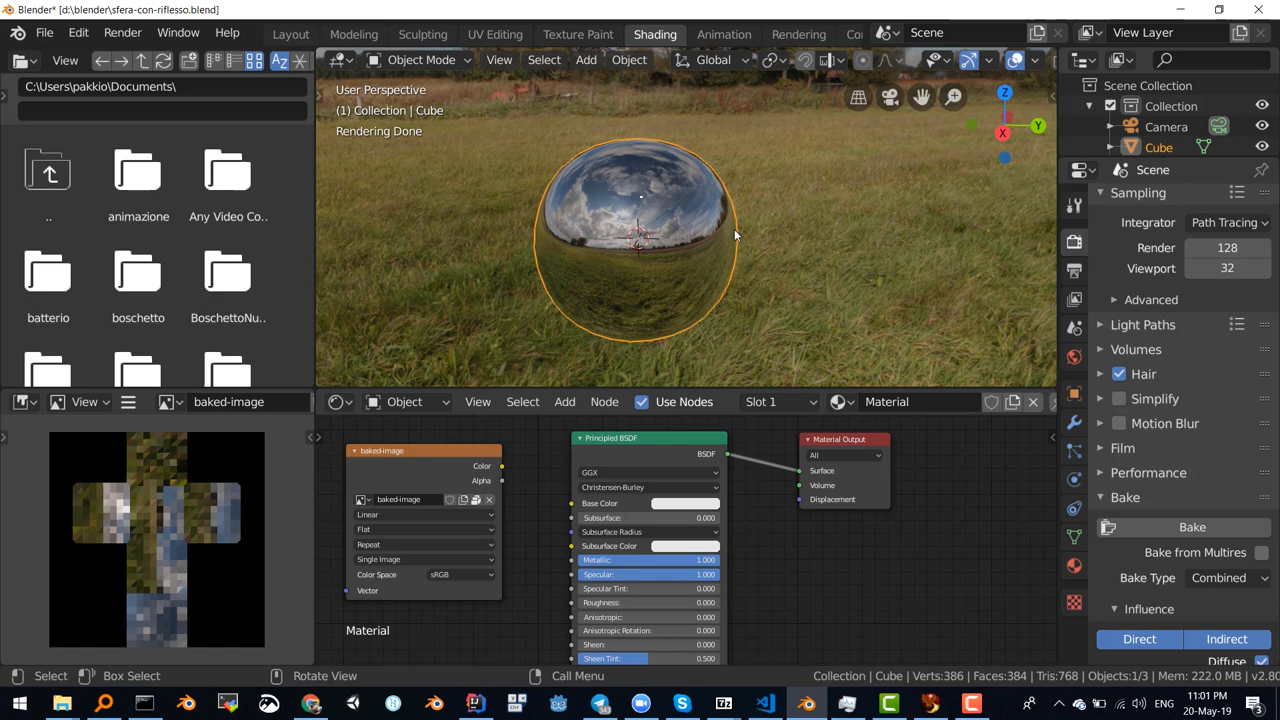 Blender* [d:\blender\sfera-con-riflesso.blend]
File Edit Render Window Help Layout Modeling Sculpting UV Editing Texture Paint Shading Animation Rendering Co Scene View Layer
View
C:\Users\pakkio\Documents\
.. animazione Any Video Co...
batterio boschetto BoschettoNu...
Object Mode View Select Add Object Global
User Perspective
(1) Collection | Cube
Rendering Done
Z
Y
X
Scene Collection
Collection
Camera
Cube
Scene
Sampling
Integrator Path Tracing
Render 128
Viewport 32
Advanced
Light Paths
Volumes
Hair
Simplify
Motion Blur
Film
Performance
Bake
Bake
Bake from Multires
Bake Type Combined
Influence
Direct Indirect
Diffuse
View baked-image
Object View Select Add Node Use Nodes Slot 1 Material
baked-image
Color
Alpha
baked-image
Linear
Flat
Repeat
Single Image
Color Space sRGB
Vector
Material
Principled BSDF
BSDF
GGX
Christensen-Burley
Base Color
Subsurface: 0.000
Subsurface Radius
Subsurface Color
Metallic: 1.000
Specular: 1.000
Specular Tint: 0.000
Roughness: 0.000
Anisotropic: 0.000
Anisotropic Rotation: 0.000
Sheen: 0.000
Sheen Tint: 0.500
Material Output
All
Surface
Volume
Displacement
Select Box Select Rotate View Call Menu Collection | Cube | Verts:386 | Faces:384 | Tris:768 | Objects:1/3 | Mem: 222.0 MB | v2.80
11:01 PM
20-May-19